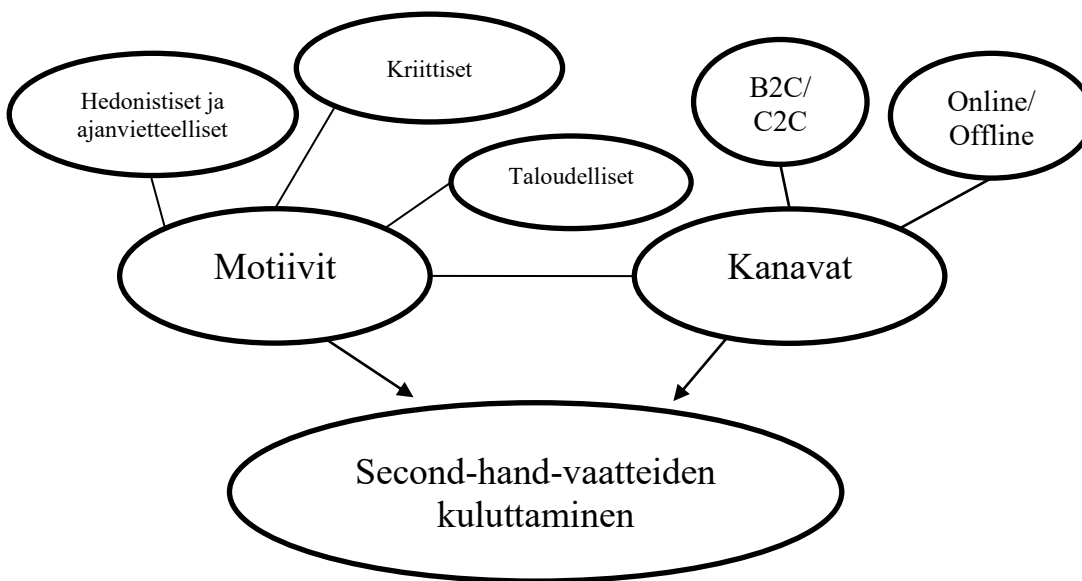 Hedonistiset ja
ajanvietteelliset
Kriittiset
Taloudelliset
B2C/
C2C
Online/
Offline
Motiivit
Kanavat
Second-hand-vaatteiden
kuluttaminen